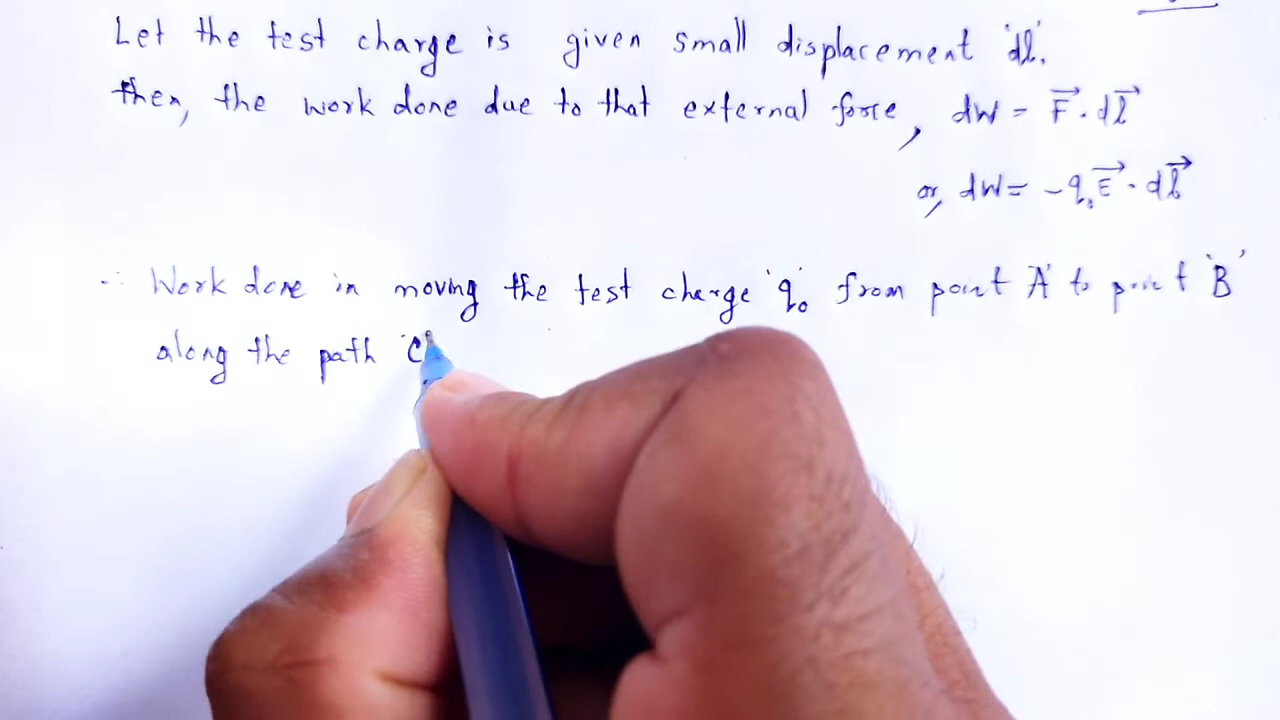 Let the test charge is given small displacement 'dl'.
then, the work done due to that external force, dW = F⃗ . dl⃗
or, dW = -q₀E⃗ . dl⃗
∴ Work done in moving the test charge 'q₀' from point 'A' to point 'B'
along the path 'C'